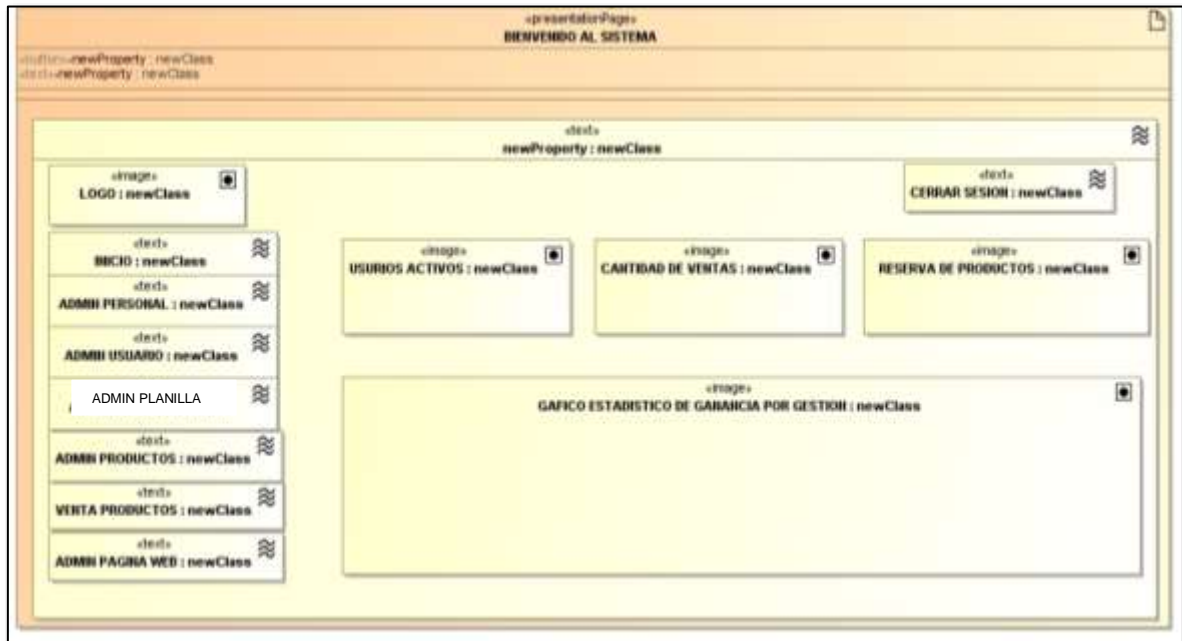 «presentationPage»
BIENVENIDO AL SISTEMA
«button»newProperty : newClass
«text»newProperty : newClass
«text»
newProporty : newClass
«image»
LOGO : newClass
«text»
CERRAR SESION : newClass
«text»
INICIO : newClass
«text»
ADMIN PERSONAL : newClass
«text»
ADMIN USUARIO : newClass
ADMIN PLANILLA
«text»
ADMIN PRODUCTOS : newClass
«text»
VENTA PRODUCTOS : newClass
«text»
ADMIN PAGINA WEB : newClass
«image»
USURIOS ACTIVOS : newClass
«image»
CANTIDAD DE VENTAS : newClass
«image»
RESERVA DE PRODUCTOS : newClass
«image»
GAFICO ESTADISTICO DE GANANCIA POR GESTION : newClass